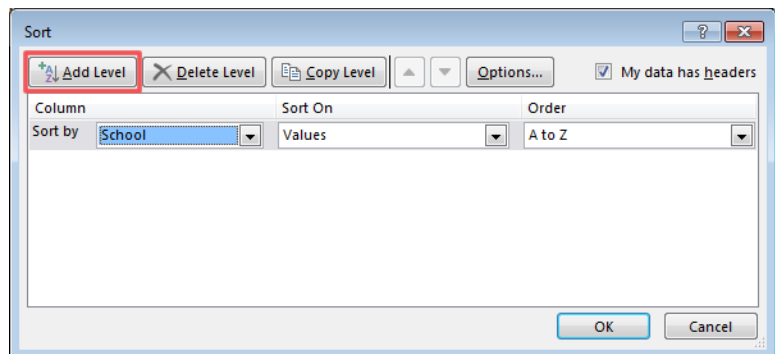 Sort
Add Level Delete Level Copy Level Options... My data has headers
Column Sort On Order
Sort by School Values A to Z
OK Cancel